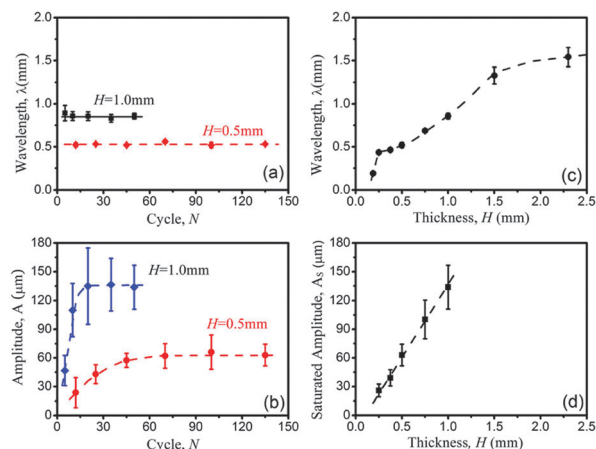 2.0
1.5
1.0
0.5
0.0
Wavelength, λ(mm)
H=1.0mm
H=0.5mm
(a)
0 30 60 90 120 150
Cycle, N
2.0
1.5
1.0
0.5
0.0
Wavelength, λ(mm)
(c)
0.0 0.5 1.0 1.5 2.0 2.5
Thickness, H (mm)
180
150
120
90
60
30
0
Amplitude, A (μm)
H=1.0mm
H=0.5mm
(b)
0 30 60 90 120 150
Cycle, N
180
150
120
90
60
30
0
Saturated Amplitude, As (μm)
(d)
0.0 0.5 1.0 1.5 2.0 2.5
Thickness, H (mm)